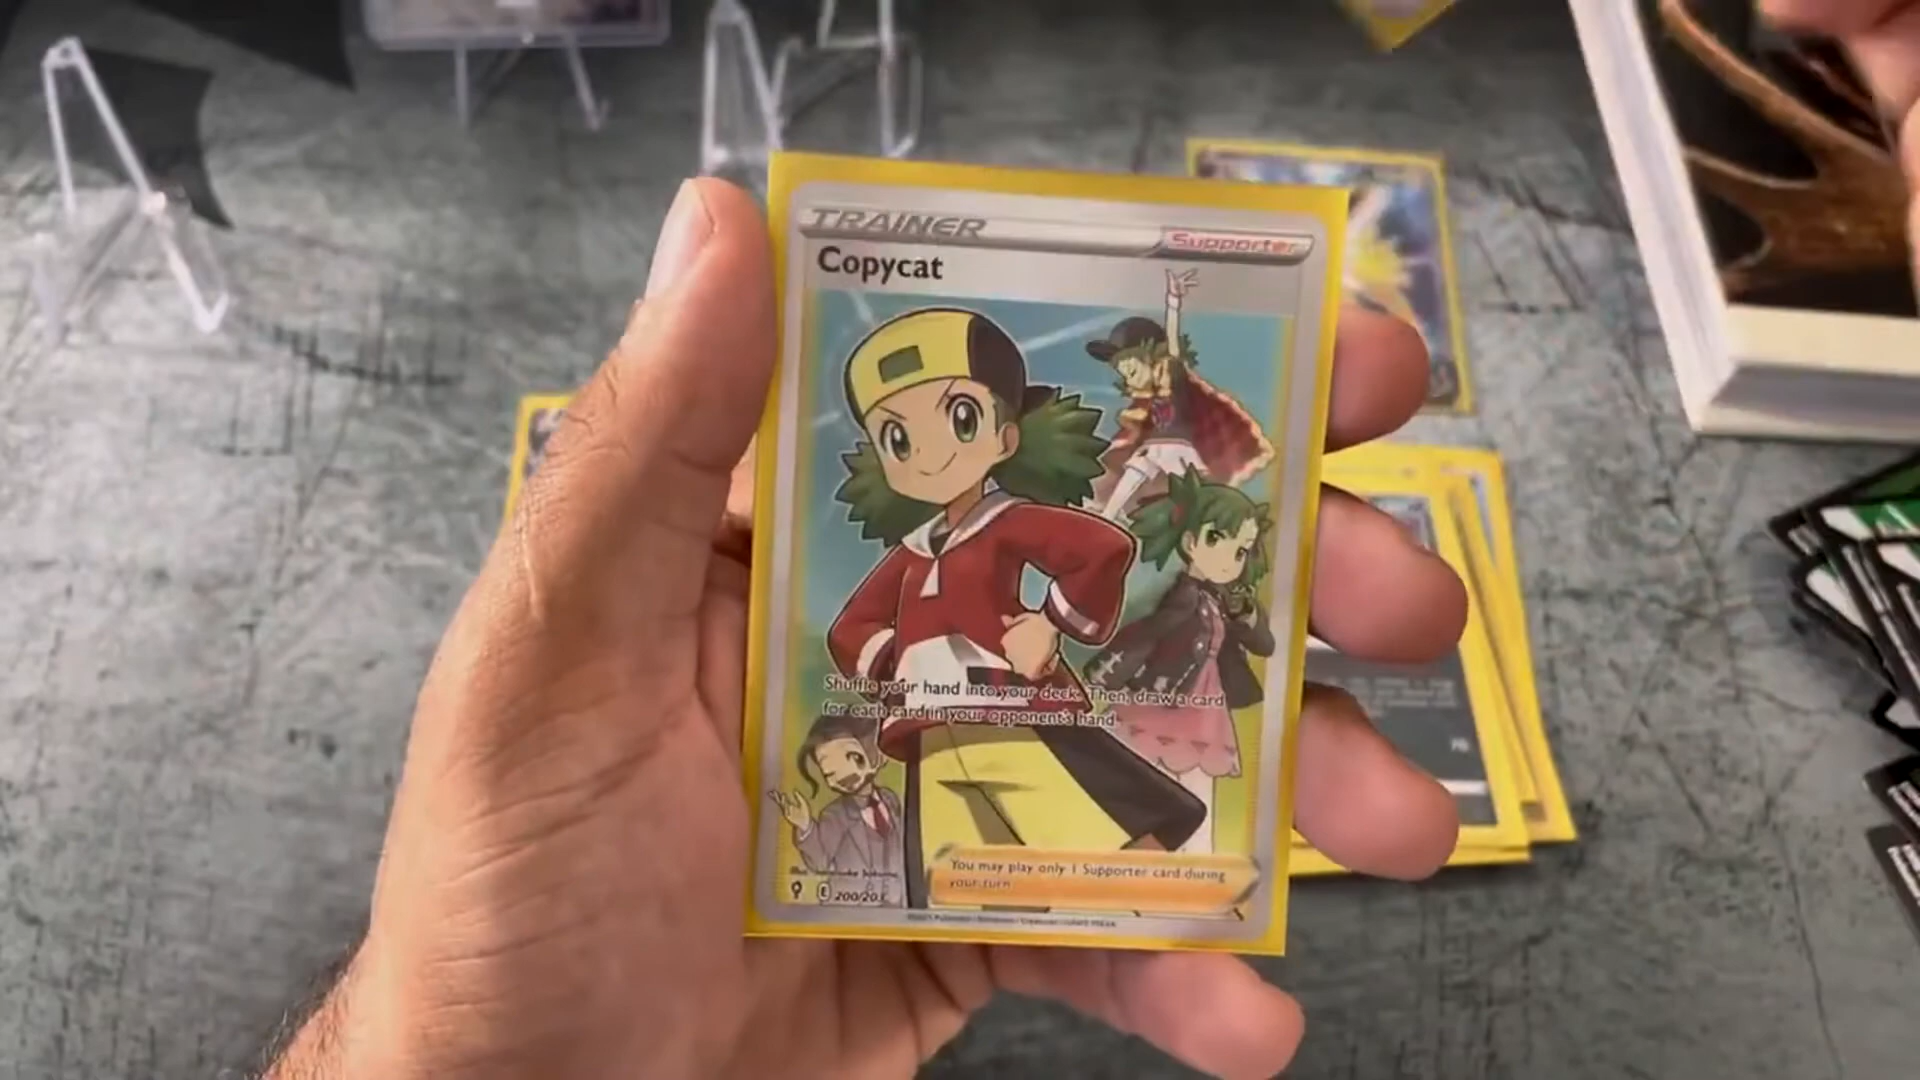 TRAINER
Supporter
Copycat
Shuffle your hand into your deck. Then, draw a card
for each card in your opponent's hand.
You may play only 1 Supporter card during
your turn.
E 200/203